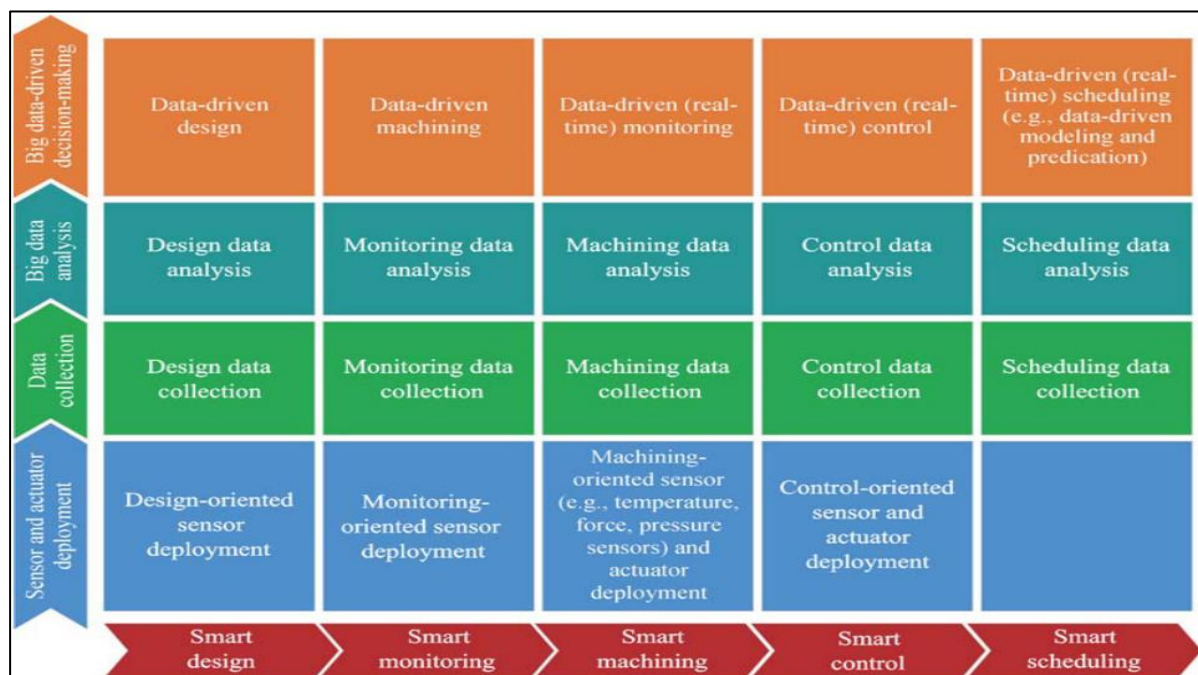 Big data-driven
decision-making
Data-driven
design
Data-driven
machining
Data-driven (real-
time) monitoring
Data-driven (real-
time) control
Data-driven (real-
time) scheduling
(e.g., data-driven
modeling and
predication)
Big data
analysis
Design data
analysis
Monitoring data
analysis
Machining data
analysis
Control data
analysis
Scheduling data
analysis
Data
collection
Design data
collection
Monitoring data
collection
Machining data
collection
Control data
collection
Scheduling data
collection
Sensor and actuator
deployment
Design-oriented
sensor
deployment
Monitoring-
oriented sensor
deployment
Machining-
oriented sensor
(e.g., temperature,
force, pressure
sensors) and
actuator
deployment
Control-oriented
sensor and
actuator
deployment
Smart
design
Smart
monitoring
Smart
machining
Smart
control
Smart
scheduling